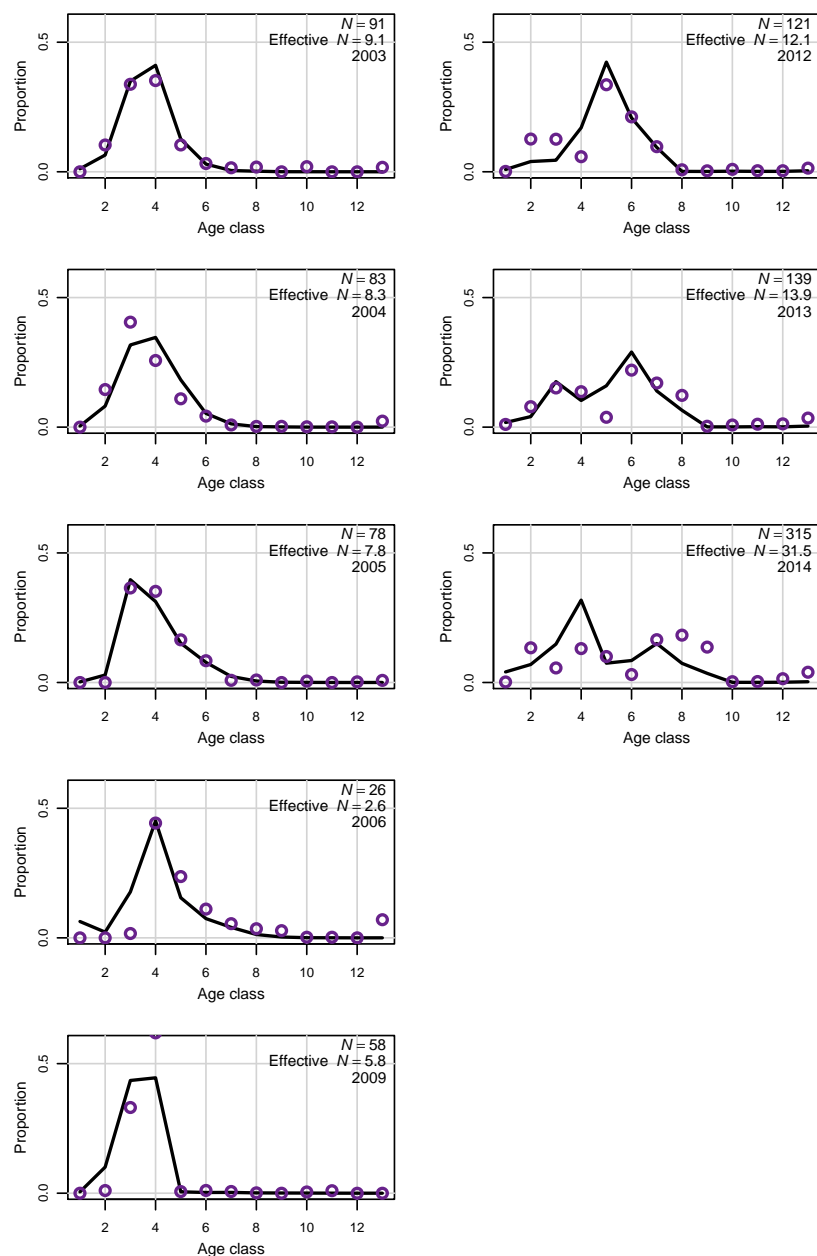 N = 91
Effective N = 9.1
2003
0.5
0.0
Proportion
2 4 6 8 10 12
Age class
N = 83
Effective N = 8.3
2004
0.5
0.0
Proportion
2 4 6 8 10 12
Age class
N = 78
Effective N = 7.8
2005
0.5
0.0
Proportion
2 4 6 8 10 12
Age class
N = 26
Effective N = 2.6
2006
0.5
0.0
Proportion
2 4 6 8 10 12
Age class
N = 58
Effective N = 5.8
2009
0.5
0.0
Proportion
2 4 6 8 10 12
Age class
N = 121
Effective N = 12.1
2012
0.5
0.0
Proportion
2 4 6 8 10 12
Age class
N = 139
Effective N = 13.9
2013
0.5
0.0
Proportion
2 4 6 8 10 12
Age class
N = 315
Effective N = 31.5
2014
0.5
0.0
Proportion
2 4 6 8 10 12
Age class